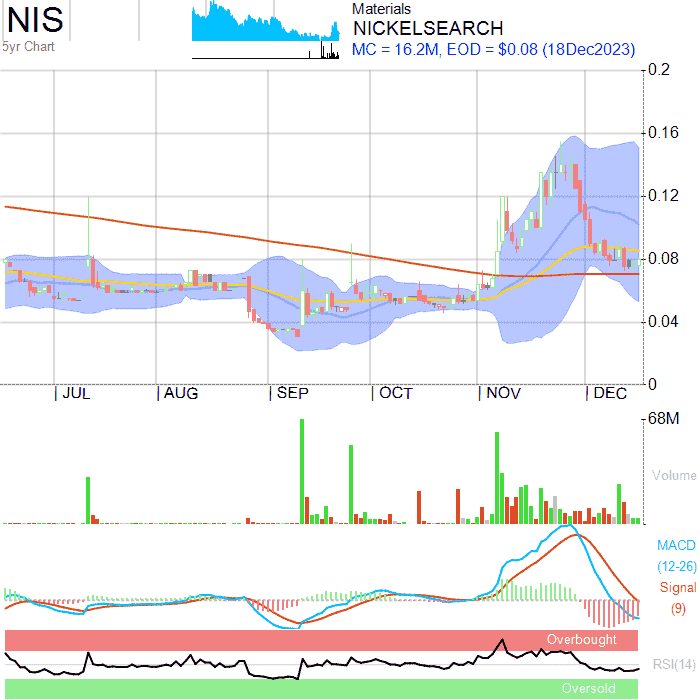 NIS
5yr Chart
Materials
NICKELSEARCH
MC = 16.2M, EOD = $0.08 (18Dec2023)
0.2
0.16
0.12
0.08
0.04
0
JUL AUG SEP OCT NOV DEC
68M
Volume
MACD
(12-26)
Signal
(9)
Overbought
RSI(14)
Oversold